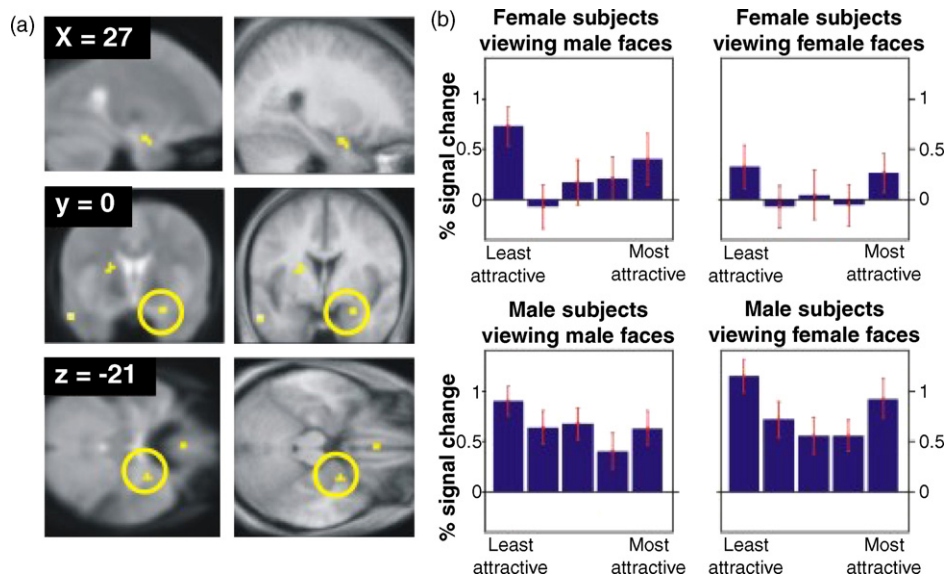 (a)
X = 27
y = 0
z = -21
(b)
Female subjects
viewing male faces
% signal change
1
0.5
0
Least
attractive
Most
attractive
Female subjects
viewing female faces
1
0.5
0
Least
attractive
Most
attractive
Male subjects
viewing male faces
% signal change
1
0.5
0
Least
attractive
Most
attractive
Male subjects
viewing female faces
1
0.5
0
Least
attractive
Most
attractive